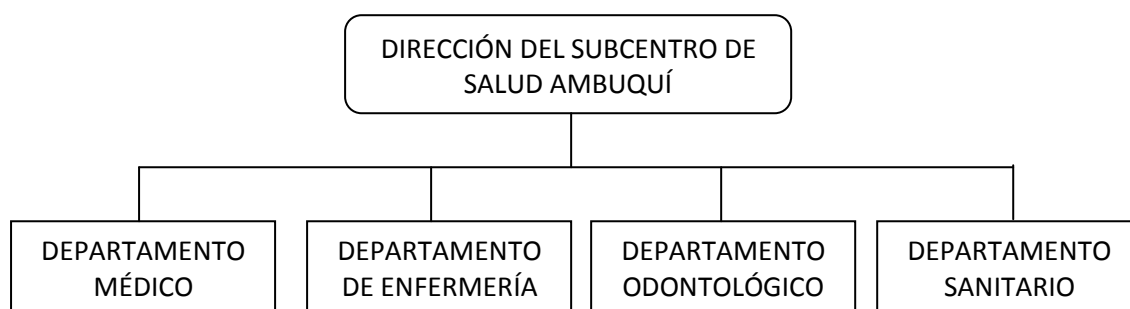 DIRECCIÓN DEL SUBCENTRO DE
SALUD AMBUQUÍ
DEPARTAMENTO
MÉDICO
DEPARTAMENTO
DE ENFERMERÍA
DEPARTAMENTO
ODONTOLÓGICO
DEPARTAMENTO
SANITARIO